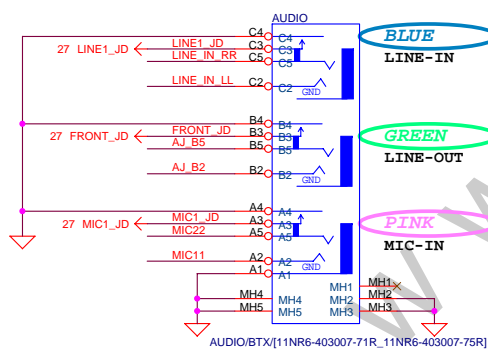 AUDIO
C4 C4 BLUE
27 LINE1_JD LINE1_JD C3 C3
LINE_IN_RR C5 C5 LINE-IN
LINE_IN_LL C2 C2
GND
B4 B4 GREEN
27 FRONT_JD FRONT_JD B3 B3
AJ_B5 B5 B5 LINE-OUT
AJ_B2 B2 B2
GND
A4 A4 PINK
27 MIC1_JD MIC1_JD A3 A3
MIC22 A5 A5 MIC-IN
MIC11 A2 A2
GND
A1 A1
MH1 MH1
MH4 MH4 MH2 MH2
MH5 MH5 MH3 MH3
AUDIO/BTX/[11NR6-403007-71R_11NR6-403007-75R]
W
W